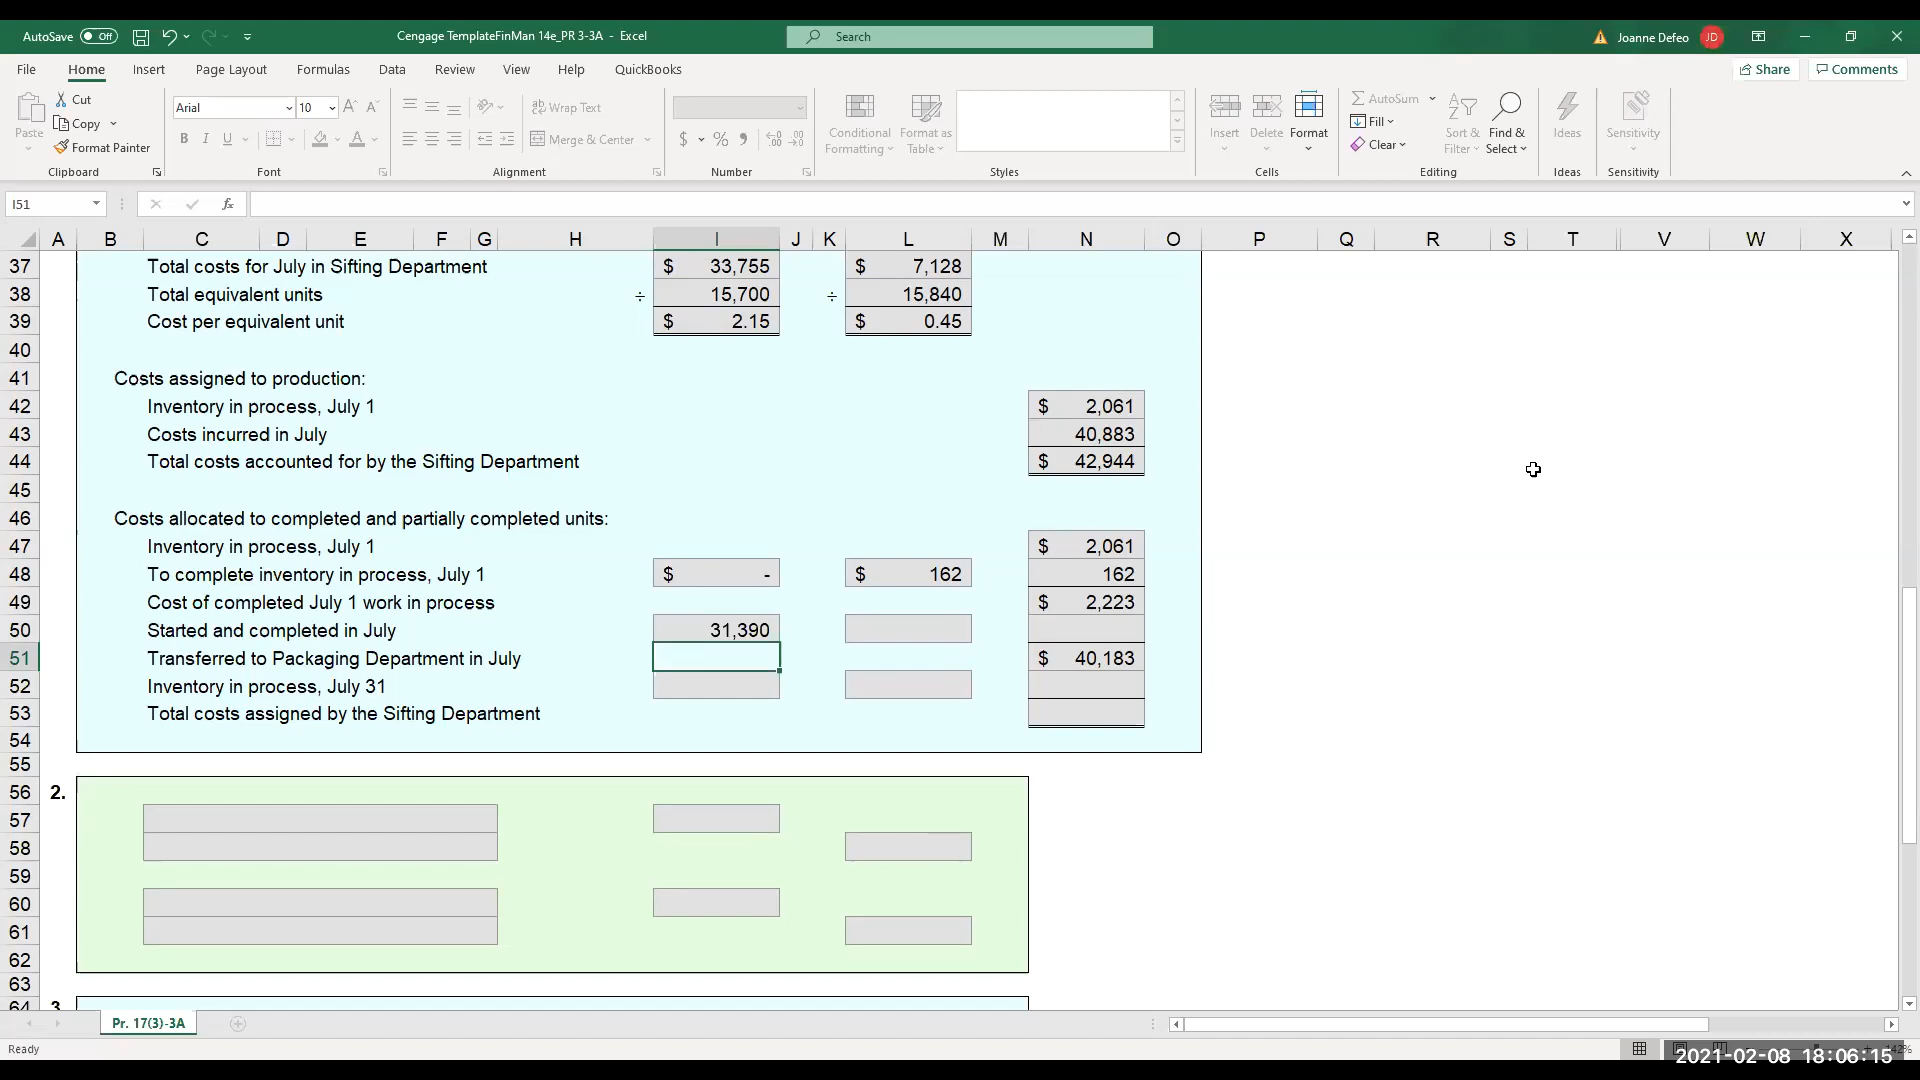 AutoSave Off
Cengage TemplateFinMan 14e_PR 3-3A - Excel
Search
Joanne Defeo JD
File Home Insert Page Layout Formulas Data Review View Help QuickBooks
Share Comments
Paste
Cut
Copy
Format Painter
Clipboard
Arial 10
B I U
Font
Wrap Text
Merge & Center
Alignment
$ % ,
Number
Conditional Formatting
Format as Table
Styles
Insert Delete Format
Cells
AutoSum
Fill
Clear
Sort & Filter
Find & Select
Editing
Ideas
Ideas
Sensitivity
Sensitivity
I51 fx
A B C D E F G H I J K L M N O P Q R S T V W X
37 Total costs for July in Sifting Department $ 33,755 $ 7,128
38 Total equivalent units ÷ 15,700 ÷ 15,840
39 Cost per equivalent unit $ 2.15 $ 0.45
40
41 Costs assigned to production:
42 Inventory in process, July 1 $ 2,061
43 Costs incurred in July 40,883
44 Total costs accounted for by the Sifting Department $ 42,944
45
46 Costs allocated to completed and partially completed units:
47 Inventory in process, July 1 $ 2,061
48 To complete inventory in process, July 1 $ - $ 162 162
49 Cost of completed July 1 work in process $ 2,223
50 Started and completed in July 31,390
51 Transferred to Packaging Department in July $ 40,183
52 Inventory in process, July 31
53 Total costs assigned by the Sifting Department
54
55
56 2.
57
58
59
60
61
62
63
64 3.
Pr. 17(3)-3A
Ready
2021-02-08 18:06:15